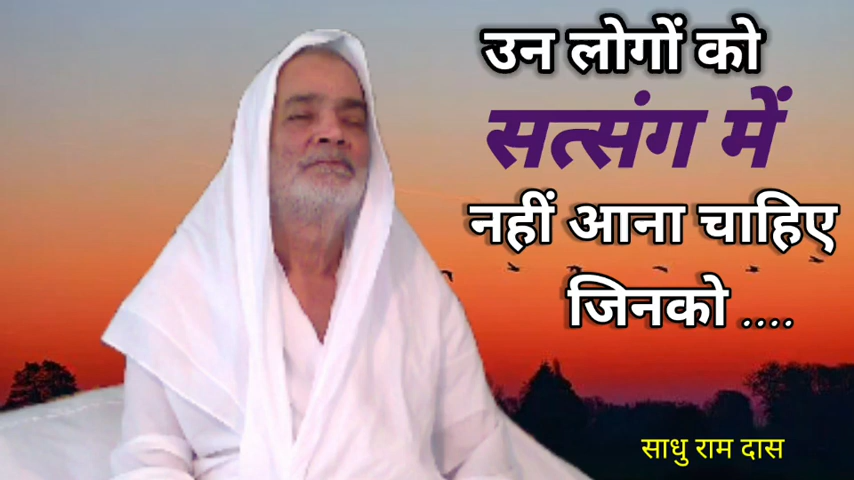 उन लोगों को
सत्संग में
नहीं आना चाहिए
जिनको ....
साधु राम दास